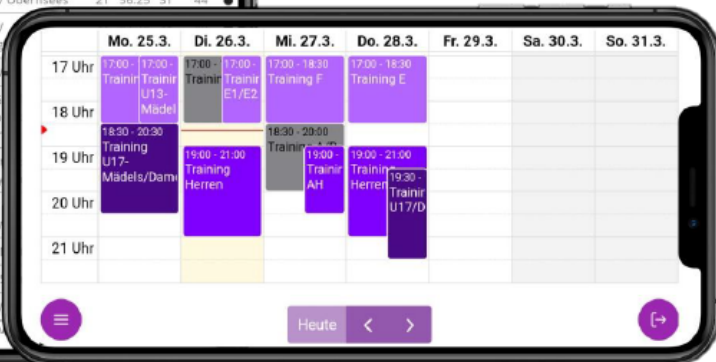 Mo. 25.3. Di. 26.3. Mi. 27.3. Do. 28.3. Fr. 29.3. Sa. 30.3. So. 31.3.
17 Uhr
18 Uhr
19 Uhr
20 Uhr
21 Uhr
17:00 -
Trainin
17:00 -
Trainin
U13-
Mädel
18:30 - 20:30
Training
U17-
Mädels/Dame
17:00 -
Trainin
17:00 -
Trainin
E1/E2
19:00 - 21:00
Training
Herren
17:00 - 18:30
Training F
18:30 - 20:00
19:00 -
Trainin
AH
17:00 - 18:30
Training E
19:00 - 21:00
Training
Herren
19:30 -
Trainin
U17/D
Heute